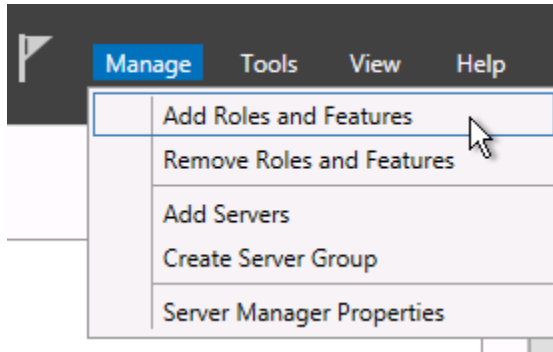 Manage Tools View Help
Add Roles and Features
Remove Roles and Features
Add Servers
Create Server Group
Server Manager Properties